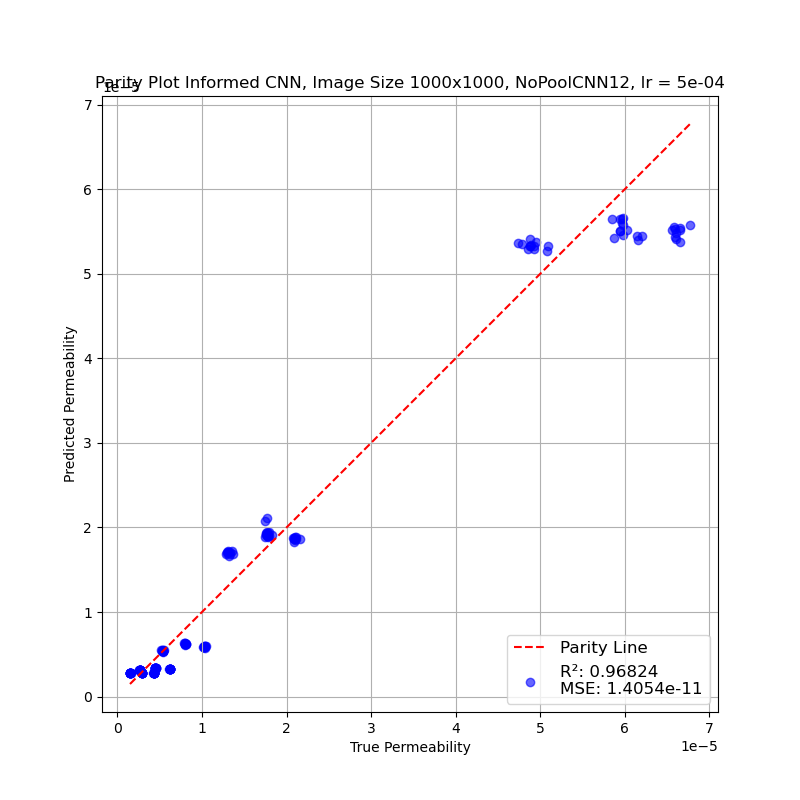 Parity Plot Informed CNN, Image Size 1000x1000, NoPoolCNN12, lr = 5e-04
1e−5
7
6
5
4
3
2
1
0
Predicted Permeability
Parity Line
R²: 0.96824
MSE: 1.4054e-11
0 1 2 3 4 5 6 7
True Permeability
1e−5